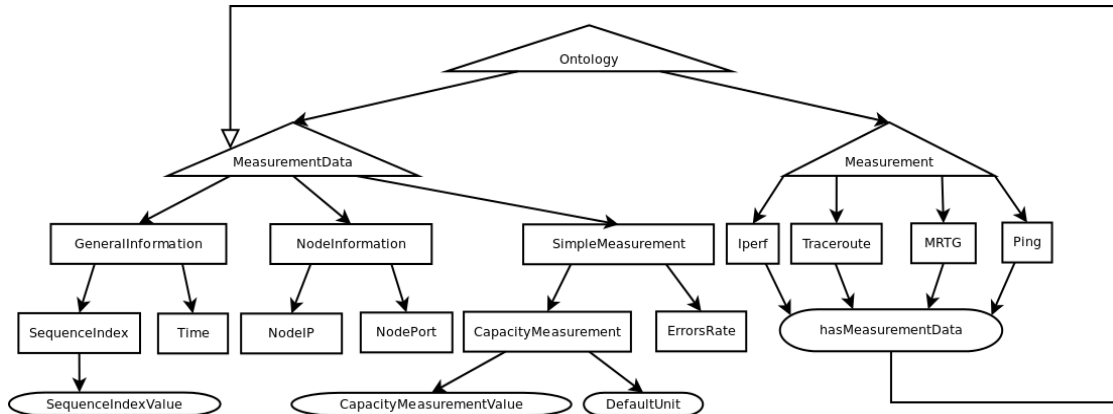 Ontology
MeasurementData
Measurement
GeneralInformation
NodeInformation
SimpleMeasurement
Iperf
Traceroute
MRTG
Ping
SequenceIndex
Time
NodeIP
NodePort
CapacityMeasurement
ErrorsRate
hasMeasurementData
SequenceIndexValue
CapacityMeasurementValue
DefaultUnit